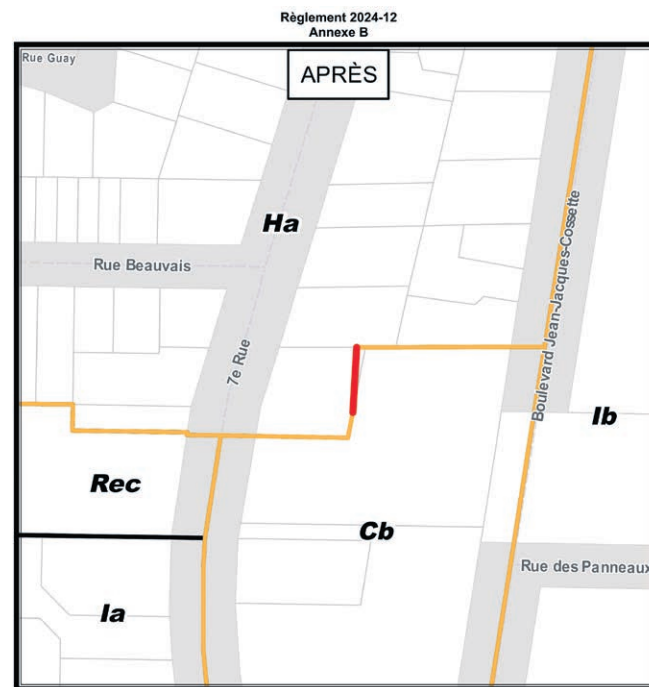 Règlement 2024-12
Annexe B
Rue Guay
APRÈS
Ha
Rue Beauvais
7e Rue
Boulevard Jean-Jacques-Cossette
Ib
Rec
Cb
Rue des Panneaux
Ia